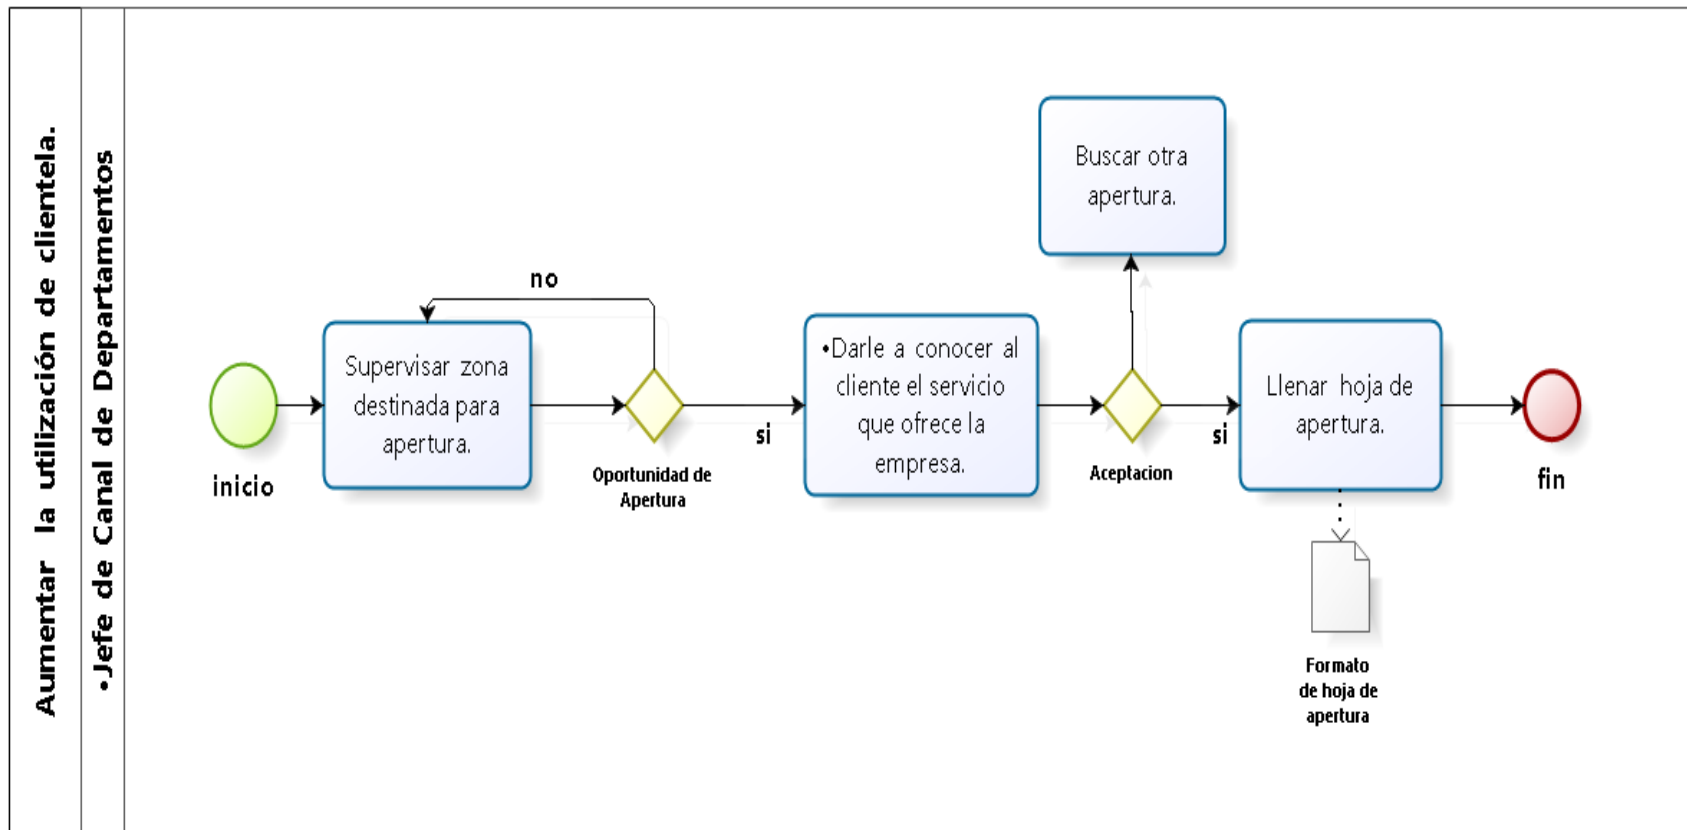 Aumentar la utilización de clientela.
•Jefe de Canal de Departamentos
inicio
Supervisar zona
destinada para
apertura.
no
Oportunidad de
Apertura
si
•Darle a conocer al
cliente el servicio
que ofrece la
empresa.
Aceptacion
Buscar otra
apertura.
si
Llenar hoja de
apertura.
Formato
de hoja de
apertura
fin